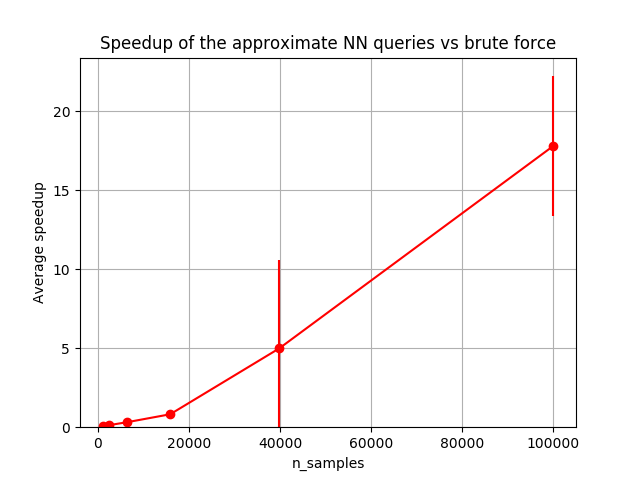 Speedup of the approximate NN queries vs brute force
20
15
10
5
0
Average speedup
0 20000 40000 60000 80000 100000
n_samples